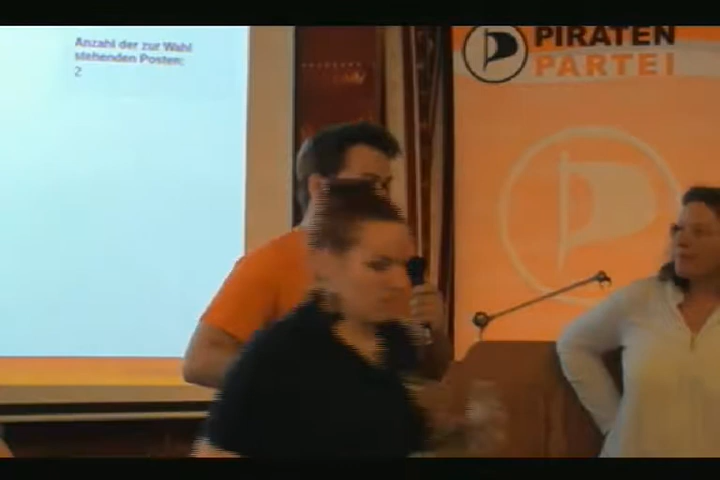 Anzahl der zur Wahl
stehenden Posten:
2
PIRATEN
PARTEI